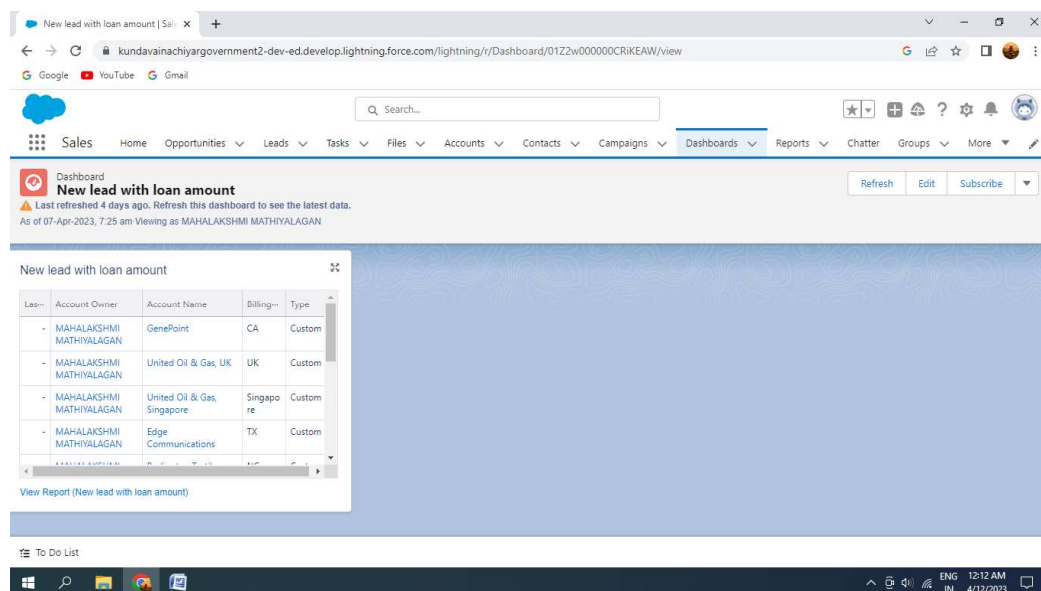 New lead with loan amount | Sal
kundavainachiyargovernment2-dev-ed.develop.lightning.force.com/lightning/r/Dashboard/01Z2w000000CRiKEAW/view
Google YouTube Gmail
Search...
Sales Home Opportunities Leads Tasks Files Accounts Contacts Campaigns Dashboards Reports Chatter Groups More
Dashboard
New lead with loan amount
Refresh Edit Subscribe
Last refreshed 4 days ago. Refresh this dashboard to see the latest data.
As of 07-Apr-2023, 7:25 am·Viewing as MAHALAKSHMI MATHIYALAGAN
New lead with loan amount
Las... Account Owner Account Name Billing... Type
- MAHALAKSHMI MATHIYALAGAN GenePoint CA Custom
- MAHALAKSHMI MATHIYALAGAN United Oil & Gas, UK UK Custom
- MAHALAKSHMI MATHIYALAGAN United Oil & Gas, Singapore Singapore Custom
- MAHALAKSHMI MATHIYALAGAN Edge Communications TX Custom
View Report (New lead with loan amount)
To Do List
ENG 12:12 AM
IN 4/12/2023